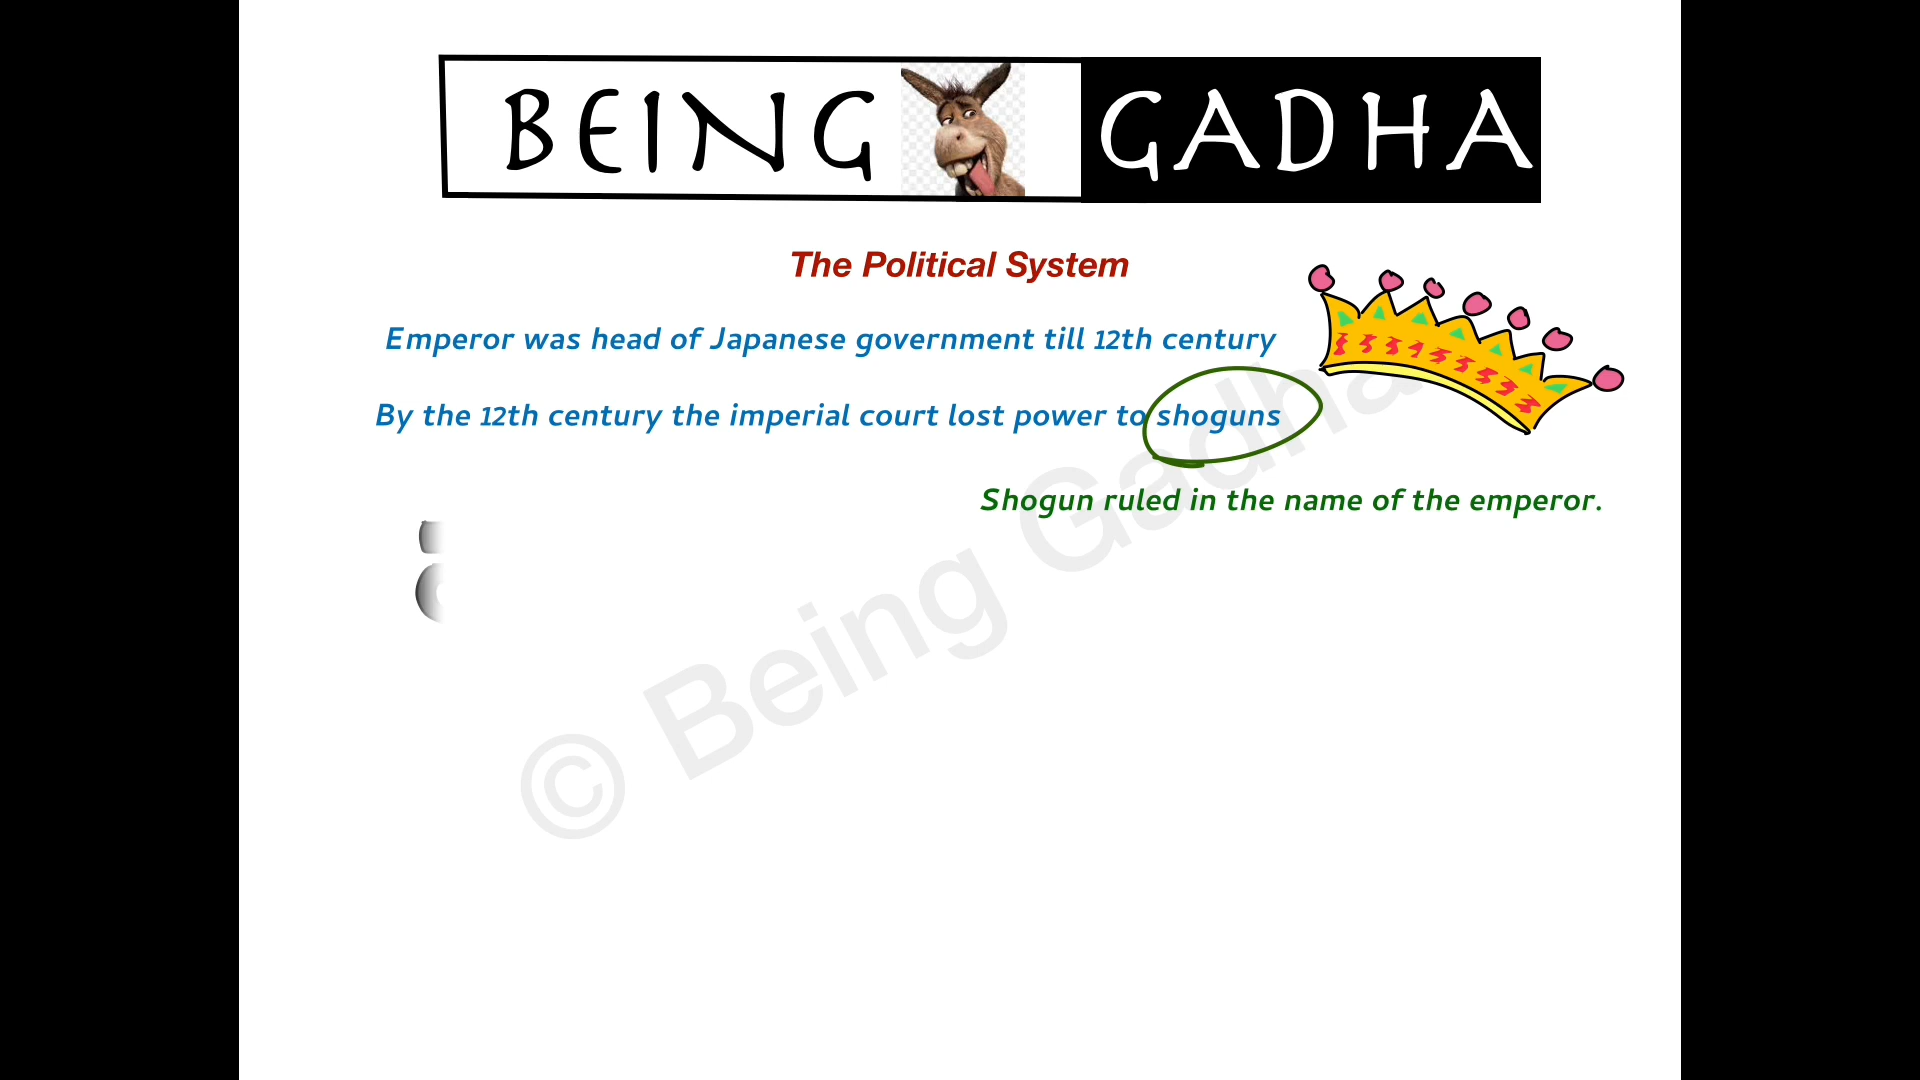 BEING GADHA
The Political System
Emperor was head of Japanese government till 12th century
By the 12th century the imperial court lost power to shoguns
Shogun ruled in the name of the emperor.
© Being Gadha